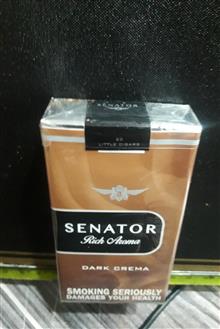 SENATOR
20
LITTLE CIGARS
SENATOR
Rich Aroma
DARK CREMA
SMOKING SERIOUSLY
DAMAGES YOUR HEALTH